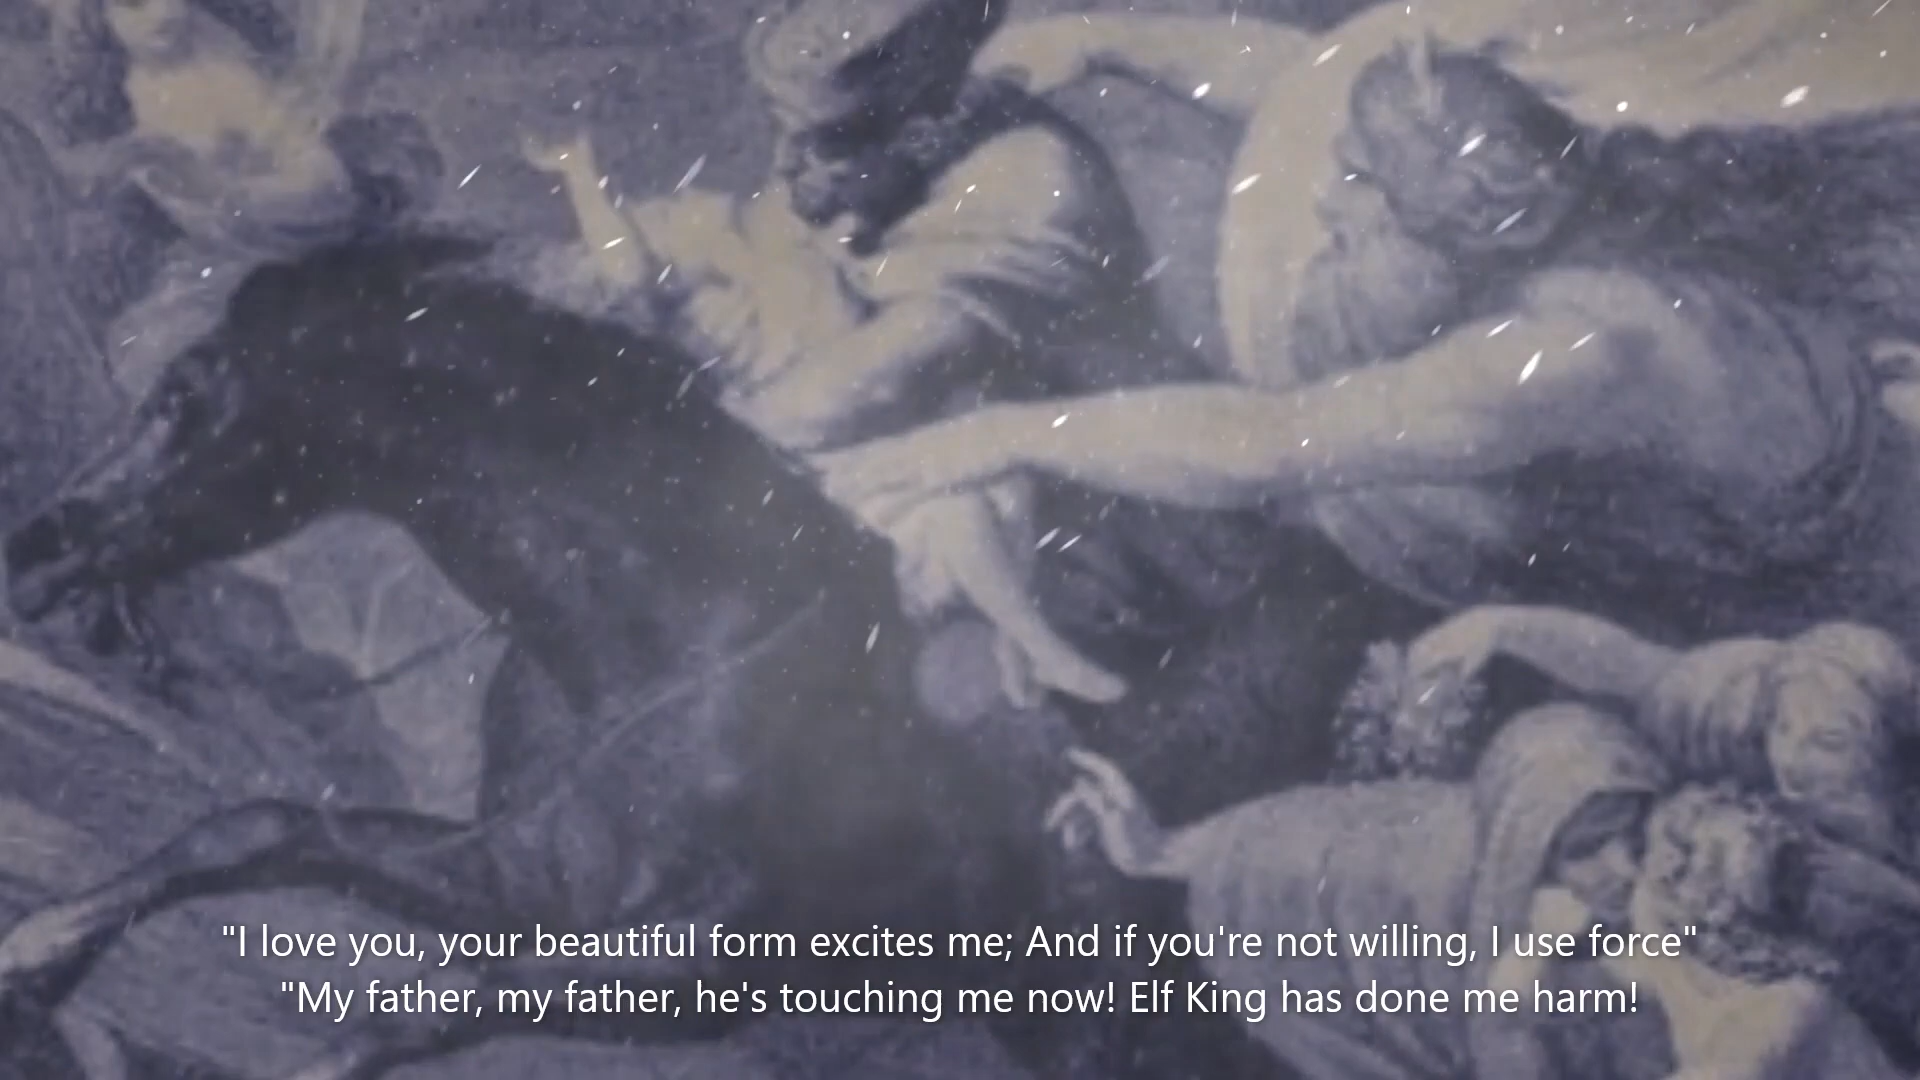 "I love you, your beautiful form excites me; And if you're not willing, I use force"
"My father, my father, he's touching me now! Elf King has done me harm!